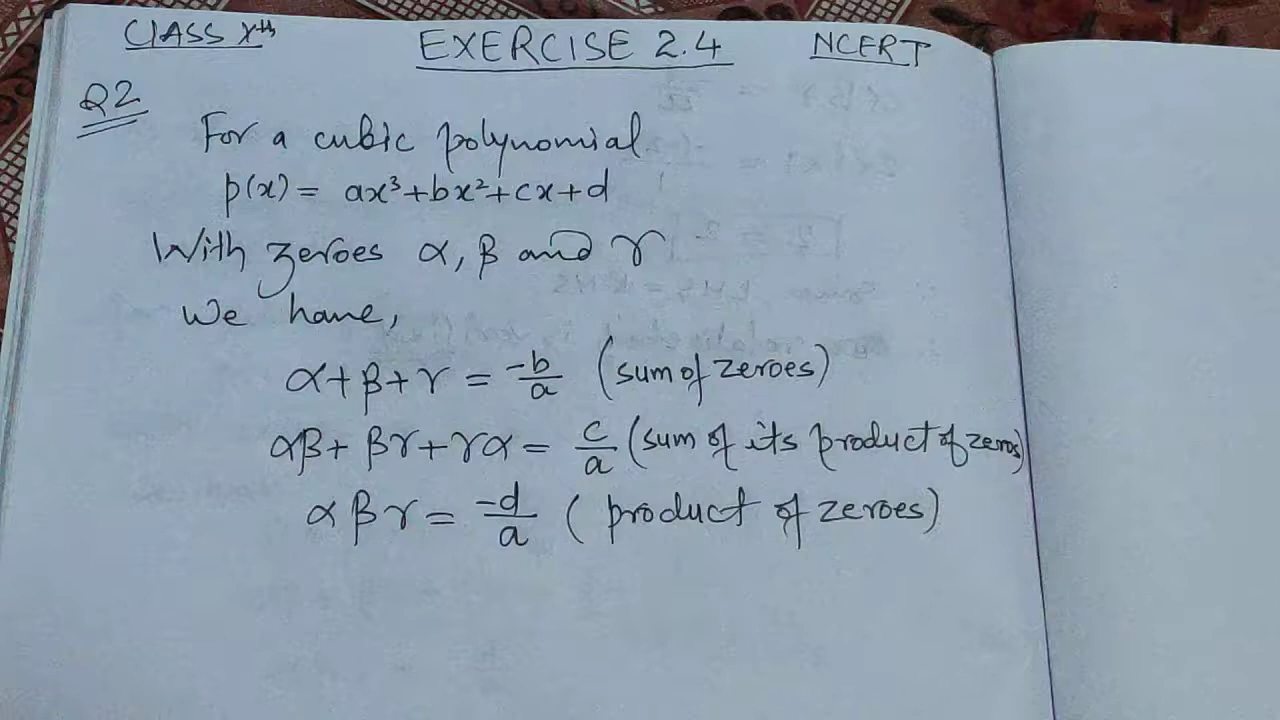 CLASS Xth EXERCISE 2.4 NCERT
Q2
For a cubic polynomial
p(x) = ax³+bx²+cx+d
With zeroes α, β and γ
We have,
α+β+γ = -b/a (sum of zeroes)
αβ+ βγ+γα = c/a (sum of its product of zeros)
αβγ = -d/a (product of zeroes)